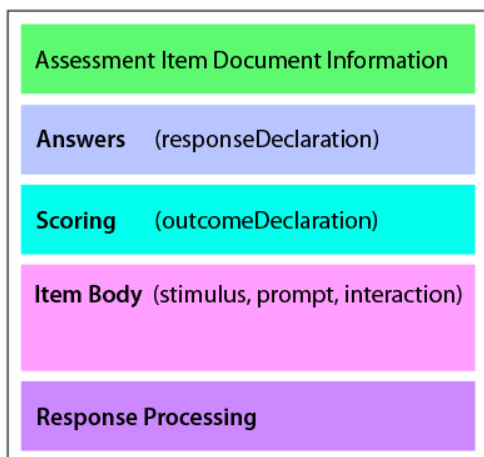 Assessment Item Document Information
Answers (responseDeclaration)
Scoring (outcomeDeclaration)
Item Body (stimulus, prompt, interaction)
Response Processing